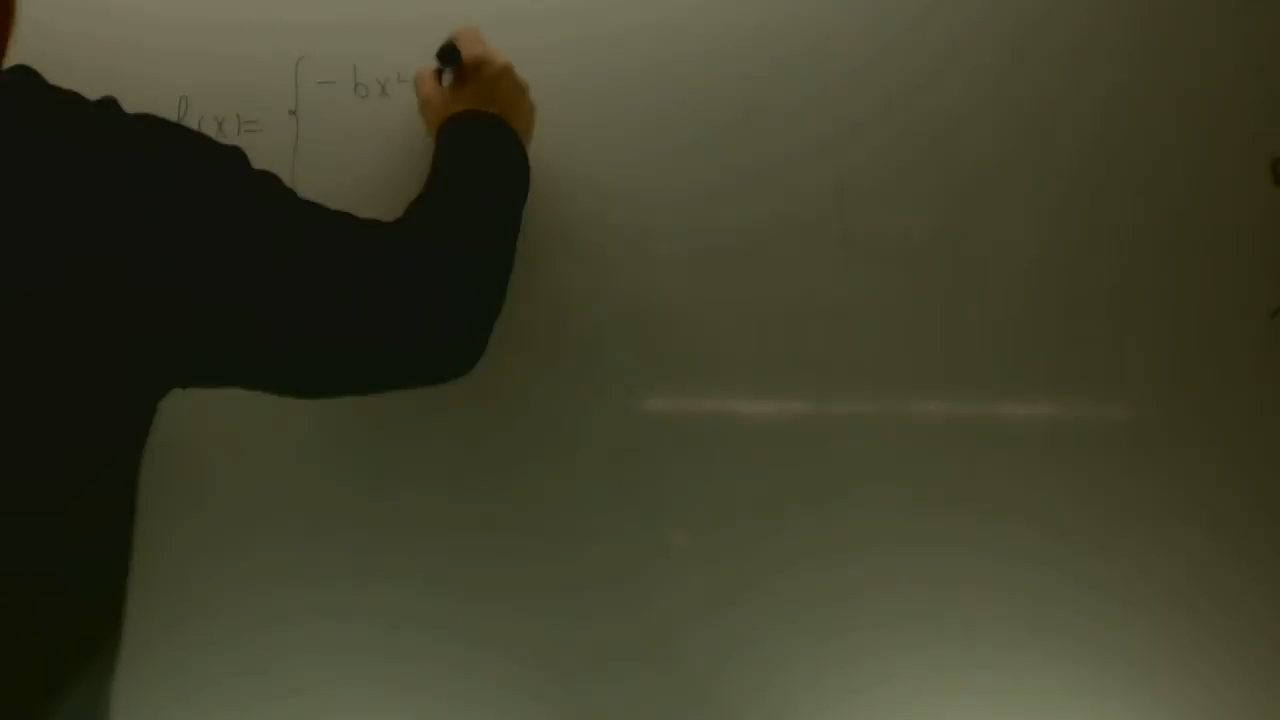 f(x)= { -bx²